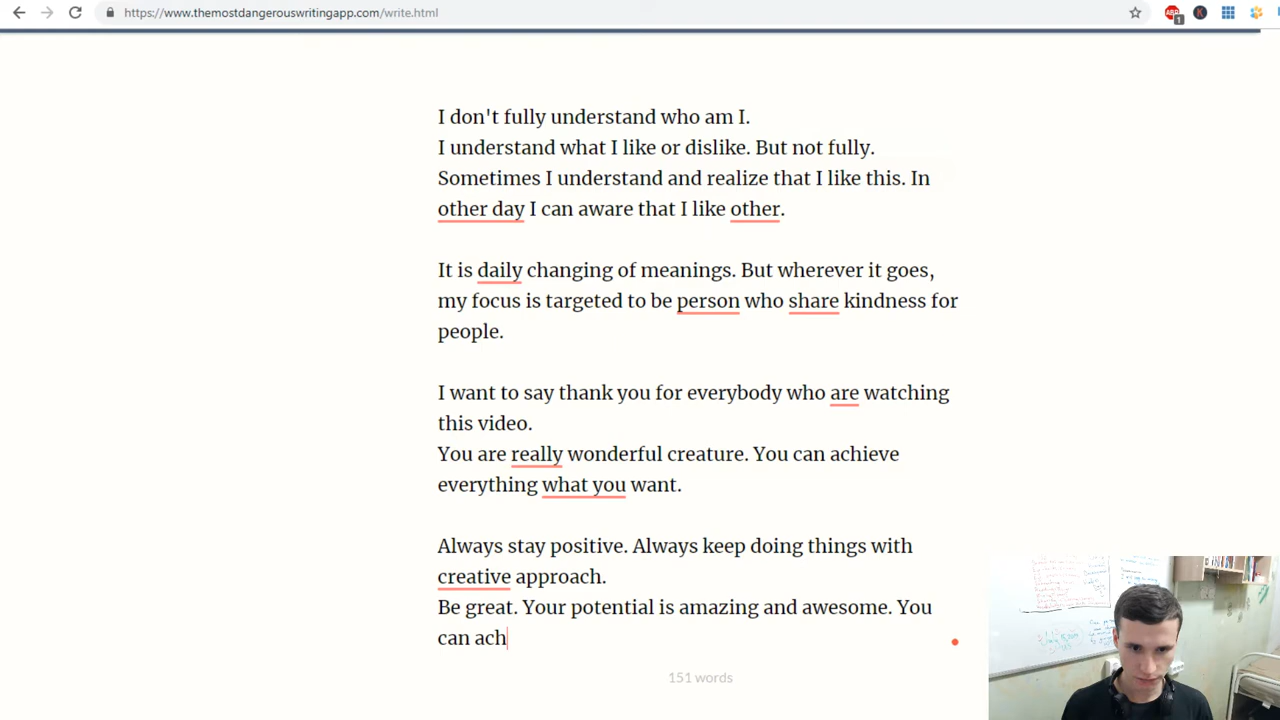 https://www.themostdangerouswritingapp.com/write.html
ABP
1
K
I don't fully understand who am I.
I understand what I like or dislike. But not fully.
Sometimes I understand and realize that I like this. In
other day I can aware that I like other.
It is daily changing of meanings. But wherever it goes,
my focus is targeted to be person who share kindness for
people.
I want to say thank you for everybody who are watching
this video.
You are really wonderful creature. You can achieve
everything what you want.
Always stay positive. Always keep doing things with
creative approach.
Be great. Your potential is amazing and awesome. You
can ach
151 words